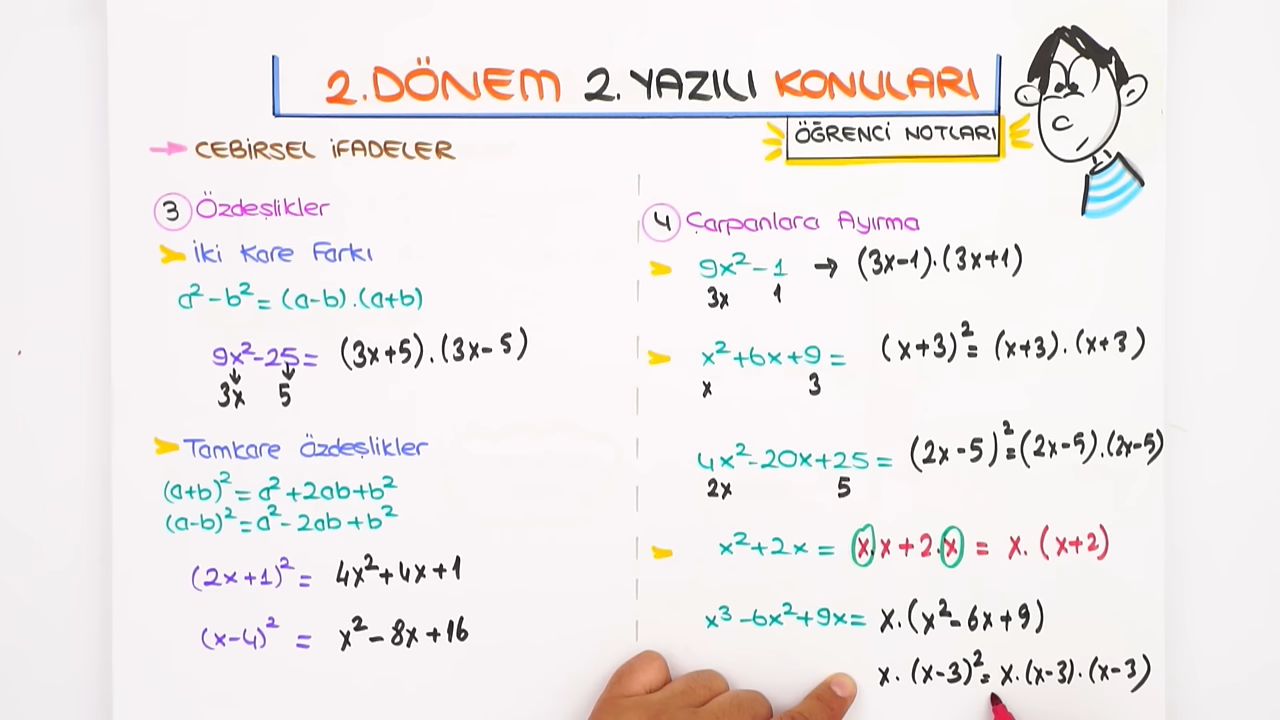 2. DÖNEM 2. YAZILI KONULARI
ÖĞRENCİ NOTLARI
CEBİRSEL İFADELER
3 Özdeşlikler
İki Kare Farkı
a²-b² = (a-b).(a+b)
9x²-25 = (3x+5).(3x-5)
3x 5
Tamkare Özdeşlikler
(a+b)² = a²+2ab+b²
(a-b)² = a²-2ab+b²
(2x+1)² = 4x²+4x+1
(x-4)² = x²-8x+16
4 Çarpanlara Ayırma
9x²-1 → (3x-1).(3x+1)
3x 1
x²+6x+9 = (x+3)² = (x+3).(x+3)
x 3
4x²-20x+25 = (2x-5)² = (2x-5).(2x-5)
2x 5
x²+2x = x.x+2.x = x.(x+2)
x³-6x²+9x = x.(x²-6x+9)
x.(x-3)² = x.(x-3).(x-3)